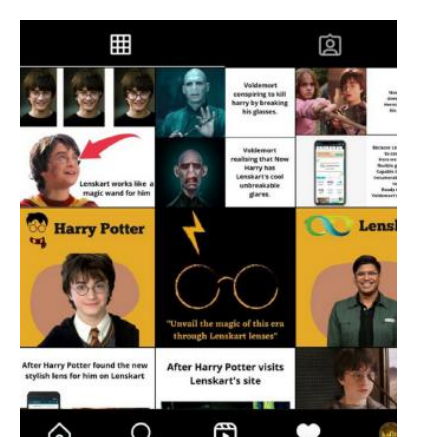 Voldemort
conspiring to kill
harry by breaking
his glasses.
Lenskart works like a
magic wand for him
Voldemort
realising that New
Harry has
Lenskart's cool
unbreakable
glares.
Harry Potter
"Unvail the magic of this era
through Lenskart lenses"
Lens
After Harry Potter found the new
stylish lens for him on Lenskart
After Harry Potter visits
Lenskart's site